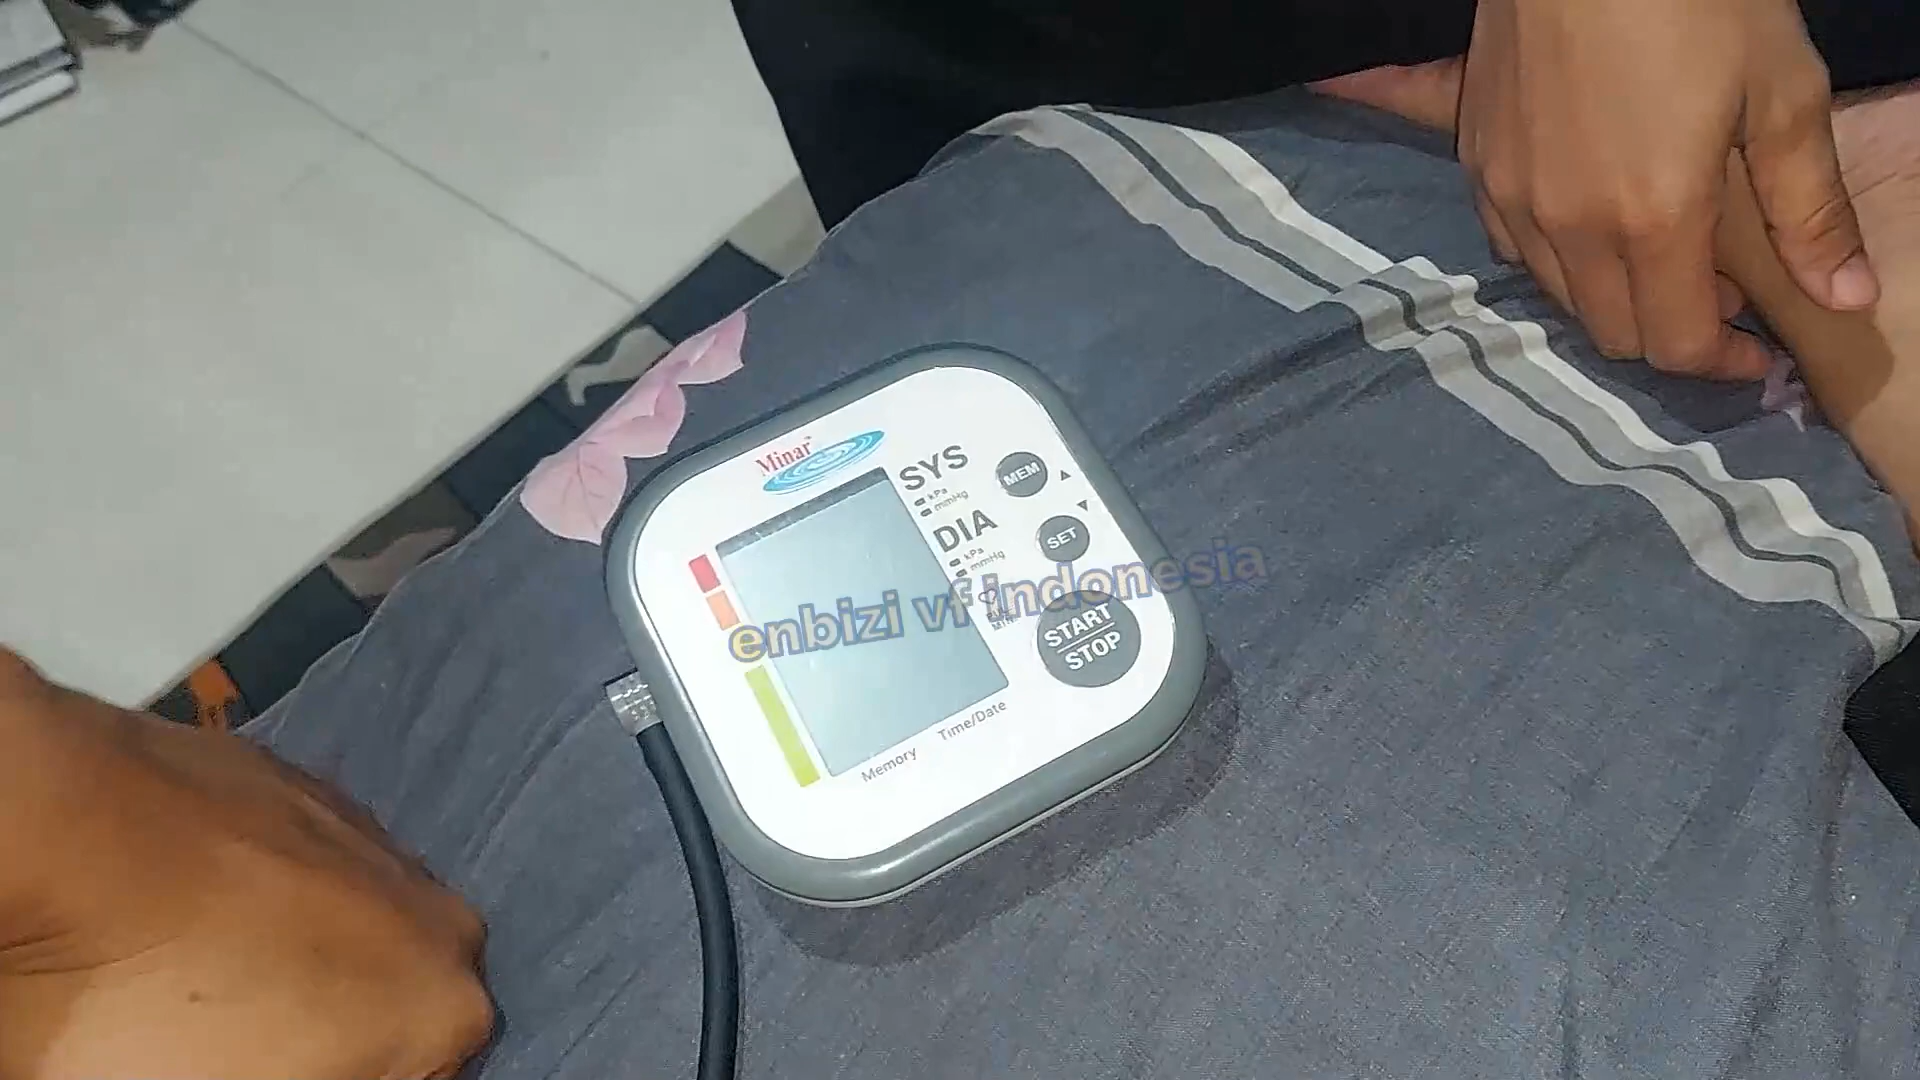 Minar
SYS
kPa
mmHg
DIA
kPa
mmHg
MEM
SET
START
STOP
Memory
Time/Date
enbizi vf indonesia